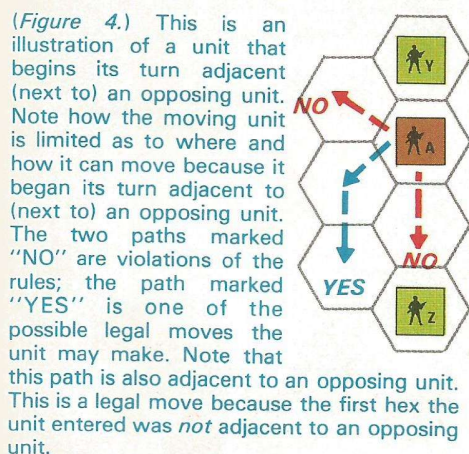 (Figure 4.) This is an
illustration of a unit that
begins its turn adjacent
(next to) an opposing unit.
Note how the moving unit
is limited as to where and
how it can move because it
began its turn adjacent to
(next to) an opposing unit.
The two paths marked
"NO" are violations of the
rules; the path marked
''YES'' is one of the
possible legal moves the
unit may make. Note that
this path is also adjacent to an opposing unit.
This is a legal move because the first hex the
unit entered was not adjacent to an opposing
unit.
Y
NO
A
NO
YES
Z